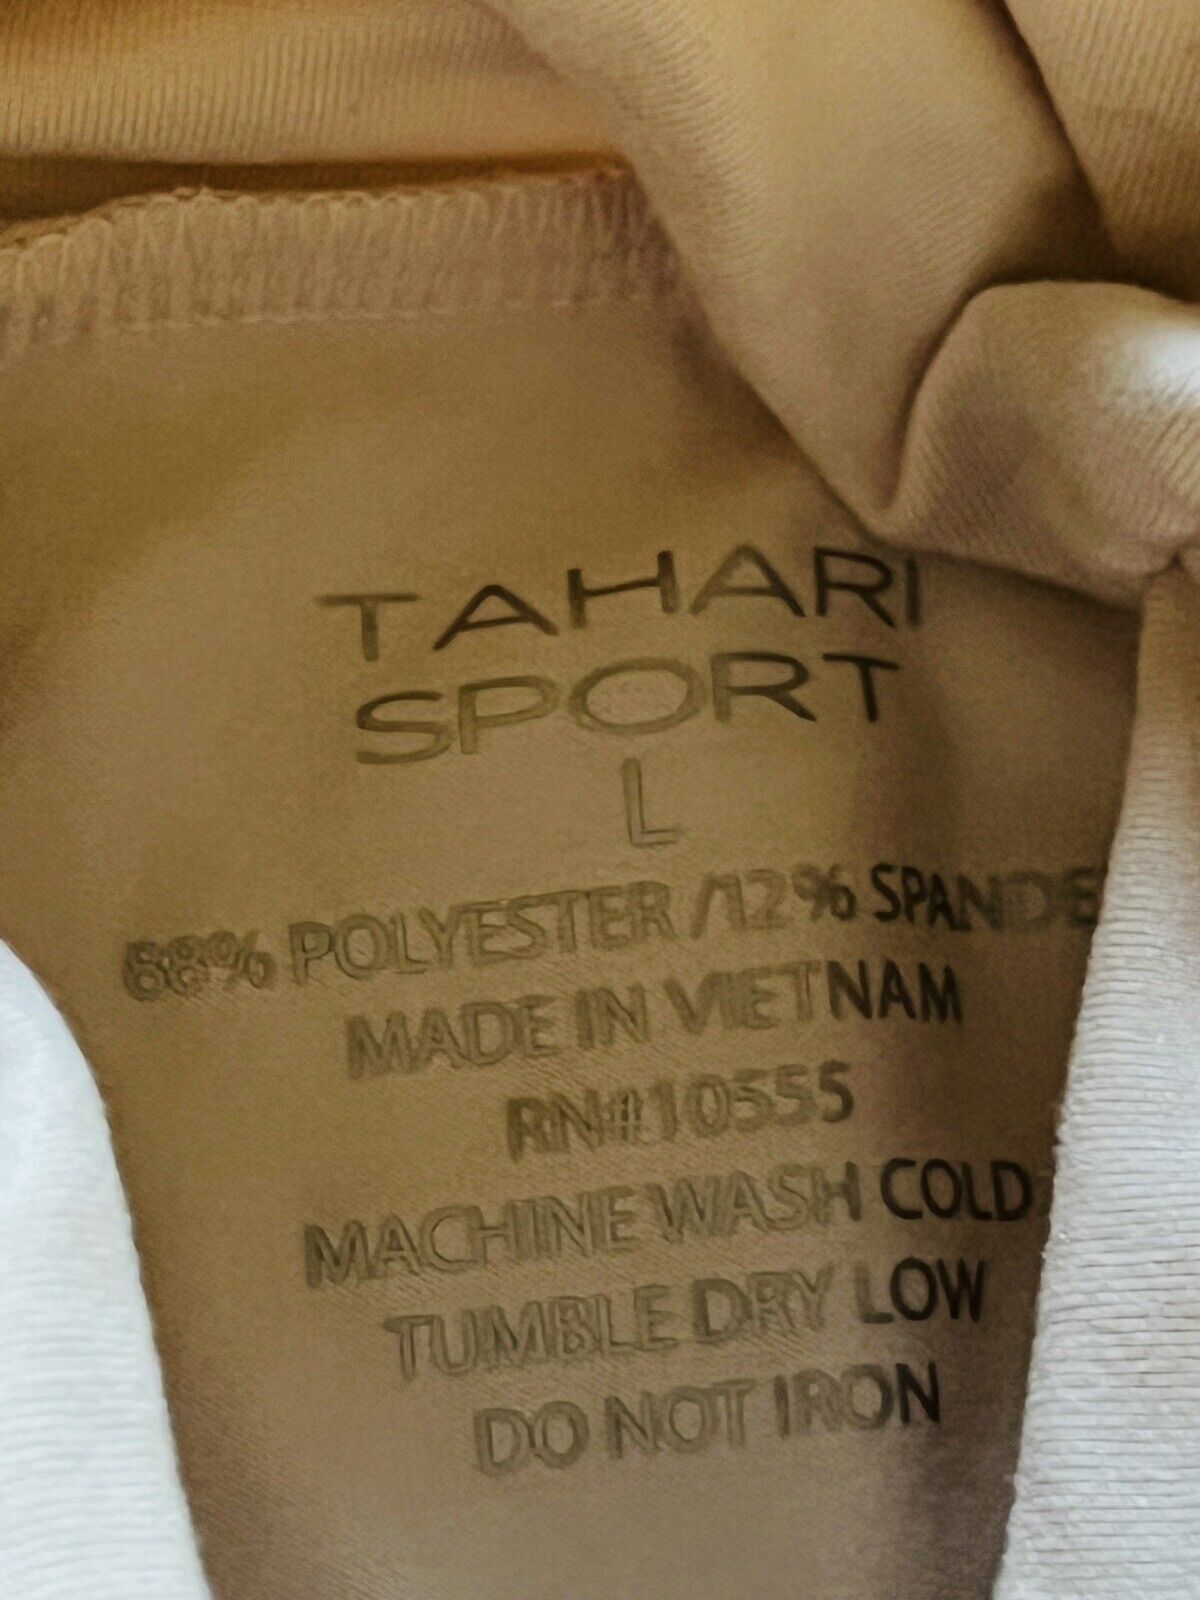 TAHARI
SPORT
L
88% POLYESTER /12% SPANDE
MADE IN VIETNAM
RN#10555
MACHINE WASH COLD
TUMBLE DRY LOW
DO NOT IRON